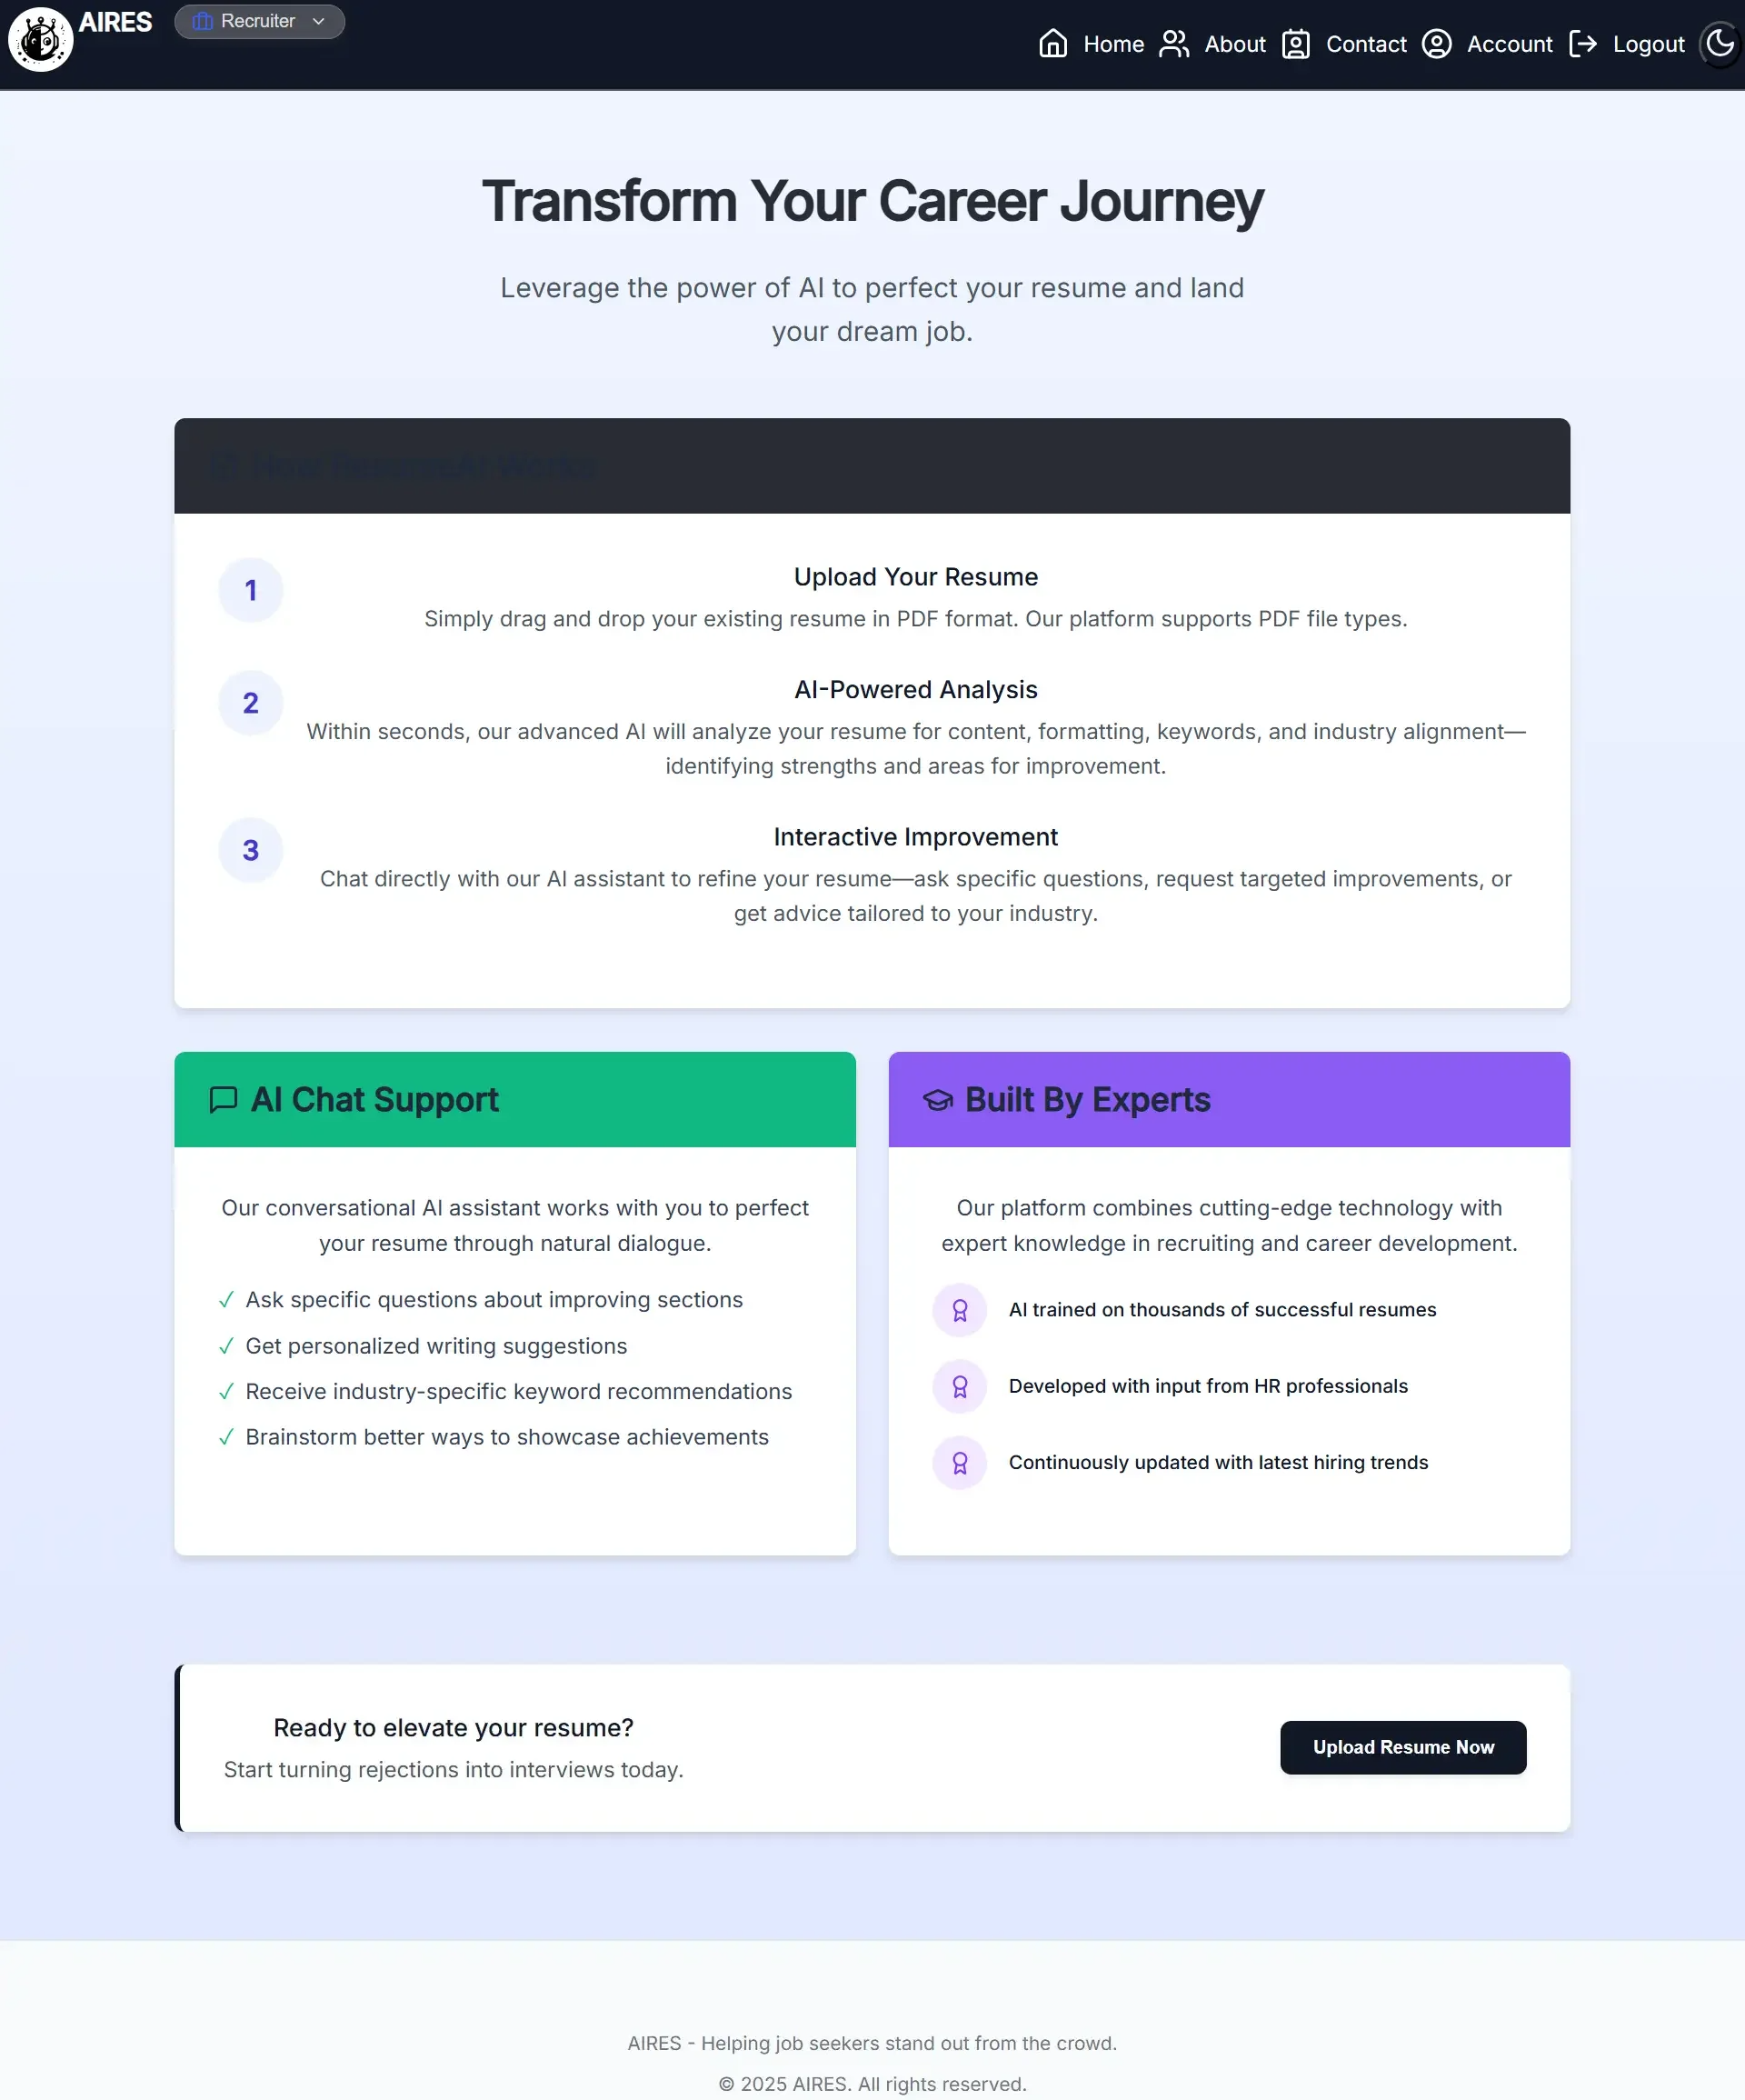 AIRES
Recruiter
Home
About
Contact
Account
Logout
Transform Your Career Journey
Leverage the power of AI to perfect your resume and land
your dream job.
How ResumeAI Works
1
Upload Your Resume
Simply drag and drop your existing resume in PDF format. Our platform supports PDF file types.
2
AI-Powered Analysis
Within seconds, our advanced AI will analyze your resume for content, formatting, keywords, and industry alignment—
identifying strengths and areas for improvement.
3
Interactive Improvement
Chat directly with our AI assistant to refine your resume—ask specific questions, request targeted improvements, or
get advice tailored to your industry.
AI Chat Support
Our conversational AI assistant works with you to perfect
your resume through natural dialogue.
✓ Ask specific questions about improving sections
✓ Get personalized writing suggestions
✓ Receive industry-specific keyword recommendations
✓ Brainstorm better ways to showcase achievements
Built By Experts
Our platform combines cutting-edge technology with
expert knowledge in recruiting and career development.
AI trained on thousands of successful resumes
Developed with input from HR professionals
Continuously updated with latest hiring trends
Ready to elevate your resume?
Start turning rejections into interviews today.
Upload Resume Now
AIRES - Helping job seekers stand out from the crowd.
© 2025 AIRES. All rights reserved.